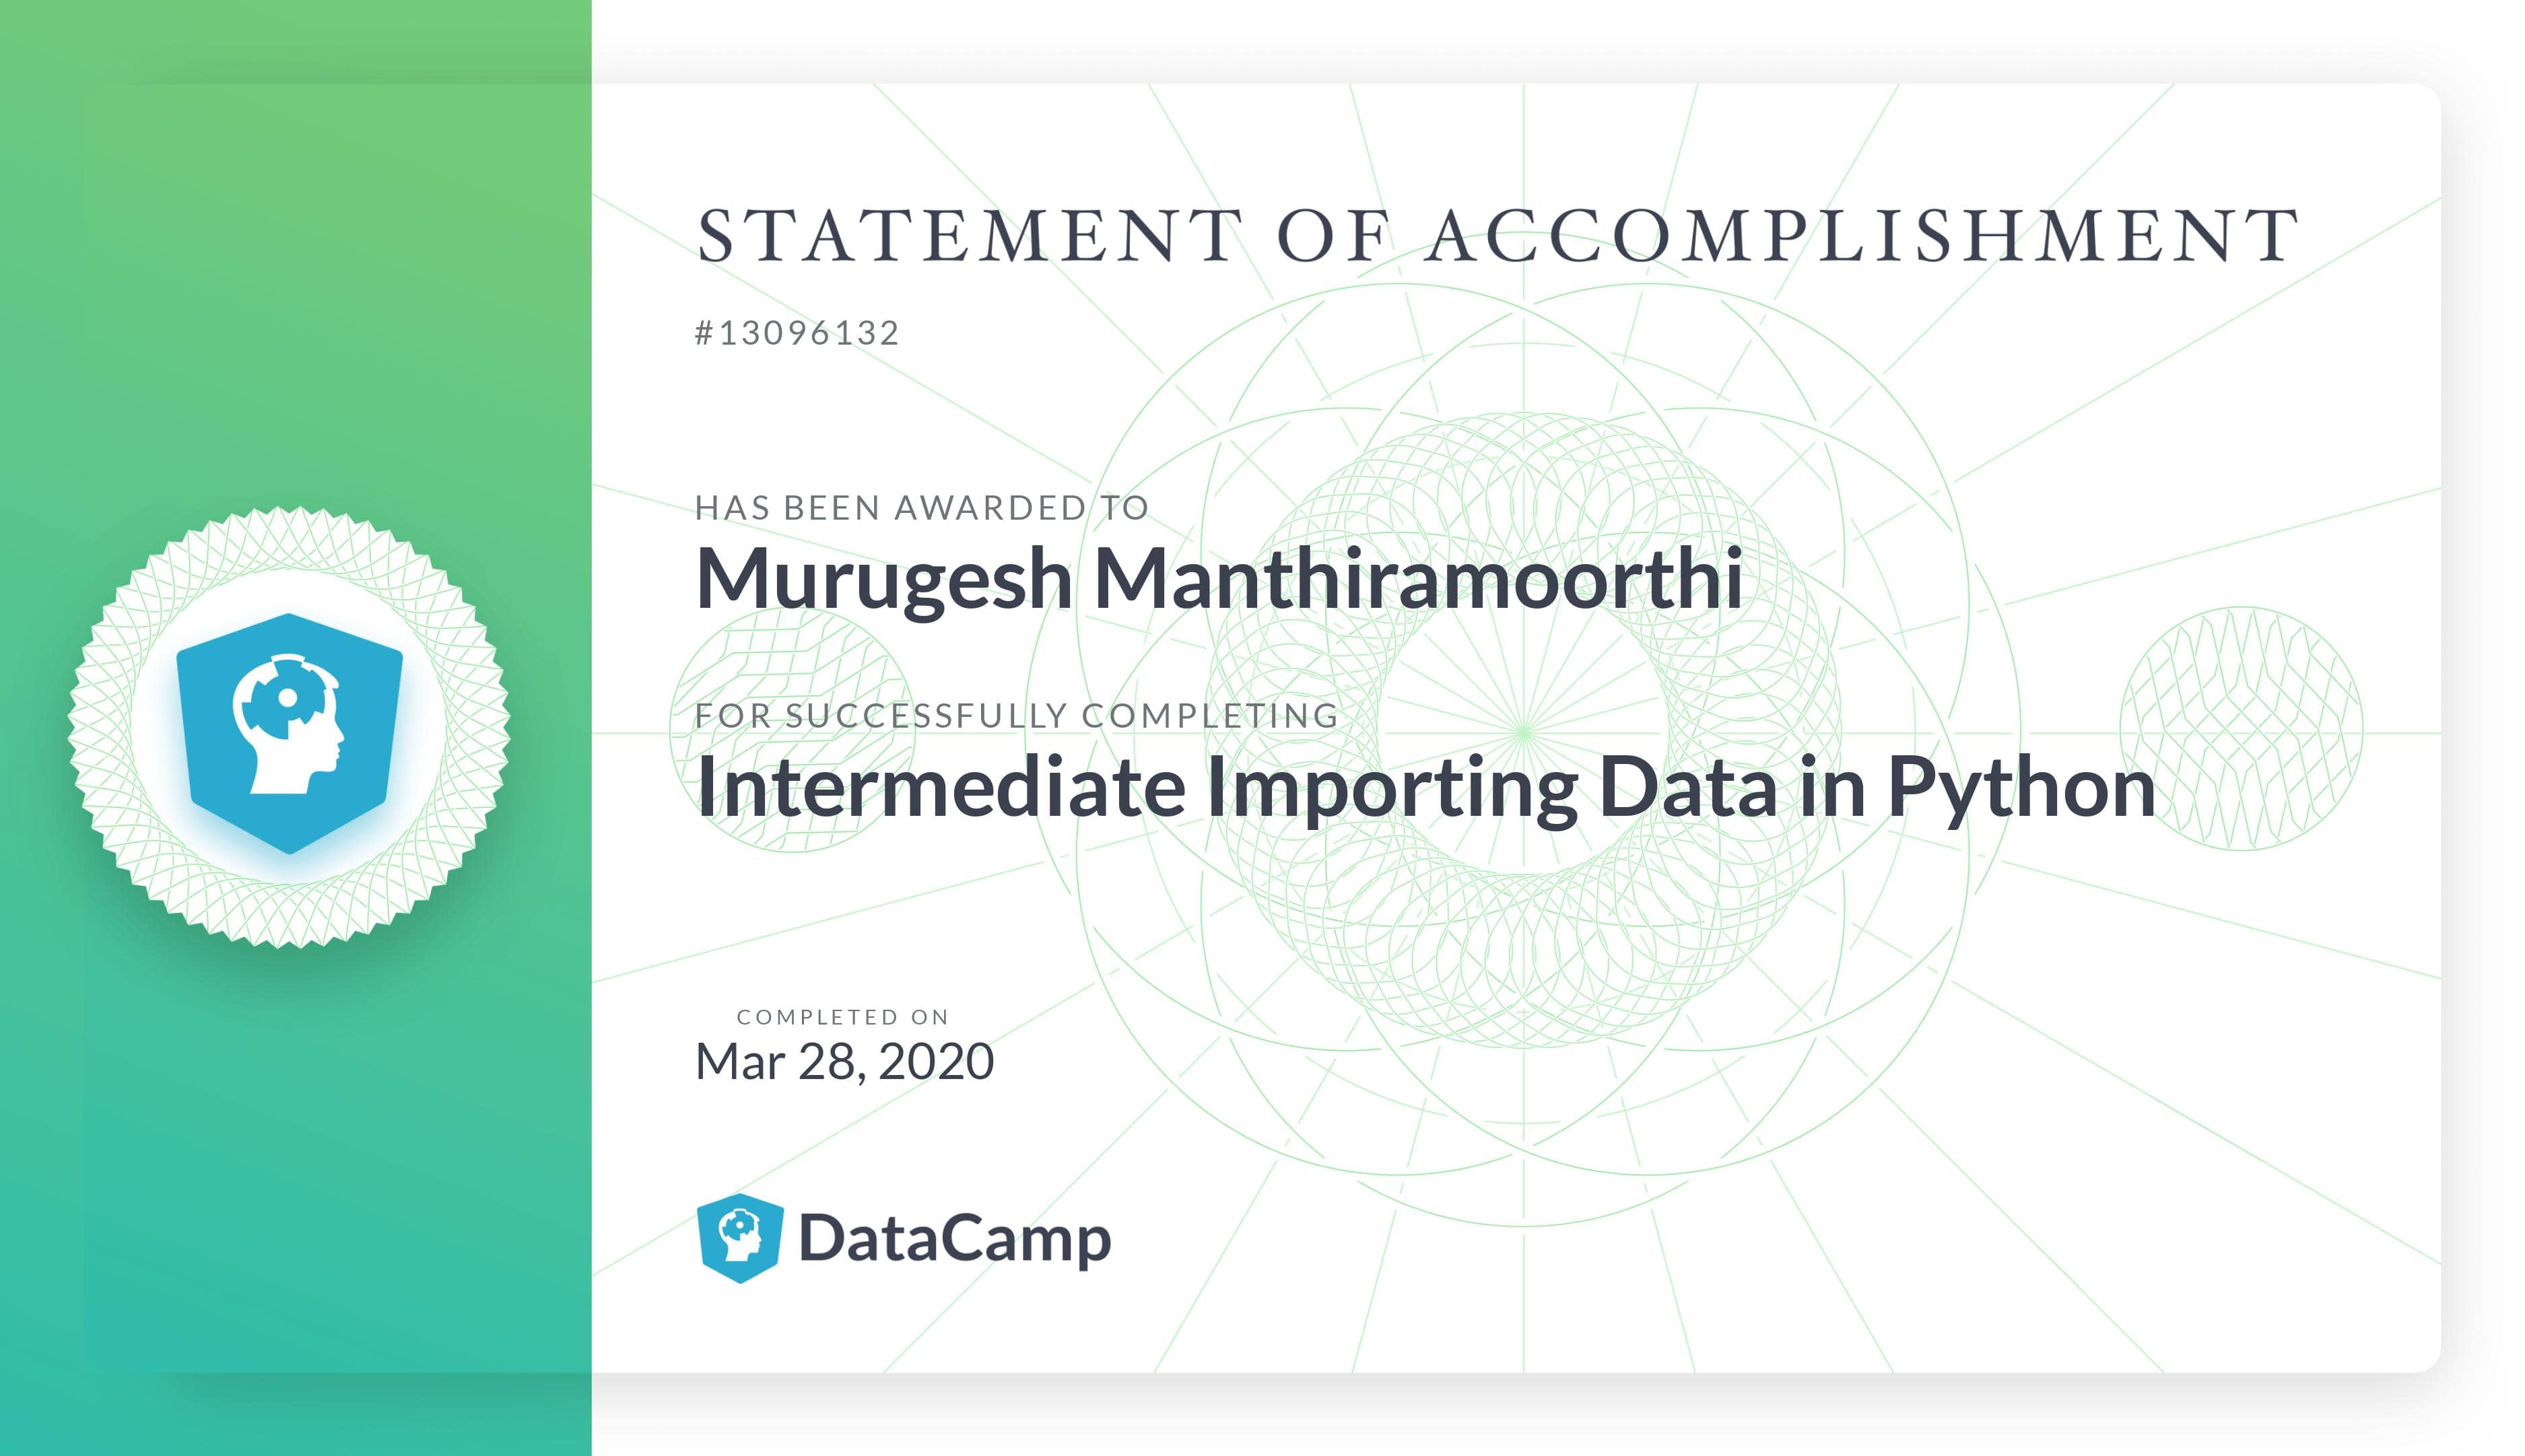 STATEMENT OF ACCOMPLISHMENT
#13096132
HAS BEEN AWARDED TO
Murugesh Manthiramoorthi
FOR SUCCESSFULLY COMPLETING
Intermediate Importing Data in Python
COMPLETED ON
Mar 28, 2020
DataCamp